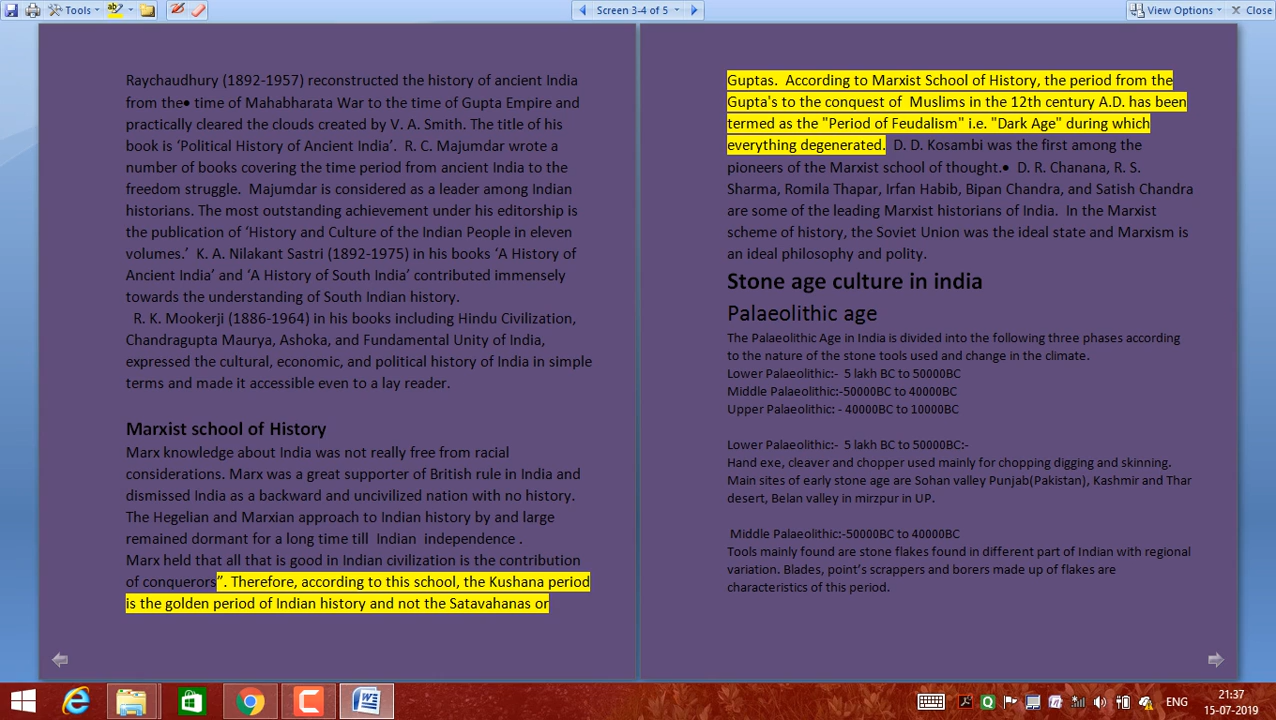 Tools
Screen 3-4 of 5
View Options
Close
Raychaudhury (1892-1957) reconstructed the history of ancient India
from the• time of Mahabharata War to the time of Gupta Empire and
practically cleared the clouds created by V. A. Smith. The title of his
book is ‘Political History of Ancient India’.  R. C. Majumdar wrote a
number of books covering the time period from ancient India to the
freedom struggle.  Majumdar is considered as a leader among Indian
historians. The most outstanding achievement under his editorship is
the publication of ‘History and Culture of the Indian People in eleven
volumes.’  K. A. Nilakant Sastri (1892-1975) in his books ‘A History of
Ancient India’ and ‘A History of South India’ contributed immensely
towards the understanding of South Indian history.
R. K. Mookerji (1886-1964) in his books including Hindu Civilization,
Chandragupta Maurya, Ashoka, and Fundamental Unity of India,
expressed the cultural, economic, and political history of India in simple
terms and made it accessible even to a lay reader.
Marxist school of History
Marx knowledge about India was not really free from racial
considerations. Marx was a great supporter of British rule in India and
dismissed India as a backward and uncivilized nation with no history.
The Hegelian and Marxian approach to Indian history by and large
remained dormant for a long time till  Indian  independence .
Marx held that all that is good in Indian civilization is the contribution
of conquerors”. Therefore, according to this school, the Kushana period
is the golden period of Indian history and not the Satavahanas or
Guptas.  According to Marxist School of History, the period from the
Gupta's to the conquest of  Muslims in the 12th century A.D. has been
termed as the "Period of Feudalism" i.e. "Dark Age" during which
everything degenerated.  D. D. Kosambi was the first among the
pioneers of the Marxist school of thought.•  D. R. Chanana, R. S.
Sharma, Romila Thapar, Irfan Habib, Bipan Chandra, and Satish Chandra
are some of the leading Marxist historians of India.  In the Marxist
scheme of history, the Soviet Union was the ideal state and Marxism is
an ideal philosophy and polity.
Stone age culture in india
Palaeolithic age
The Palaeolithic Age in India is divided into the following three phases according
to the nature of the stone tools used and change in the climate.
Lower Palaeolithic:-  5 lakh BC to 50000BC
Middle Palaeolithic:-50000BC to 40000BC
Upper Palaeolithic: - 40000BC to 10000BC
Lower Palaeolithic:-  5 lakh BC to 50000BC:-
Hand exe, cleaver and chopper used mainly for chopping digging and skinning.
Main sites of early stone age are Sohan valley Punjab(Pakistan), Kashmir and Thar
desert, Belan valley in mirzpur in UP.
Middle Palaeolithic:-50000BC to 40000BC
Tools mainly found are stone flakes found in different part of Indian with regional
variation. Blades, point’s scrappers and borers made up of flakes are
characteristics of this period.
ENG
21:37
15-07-2019